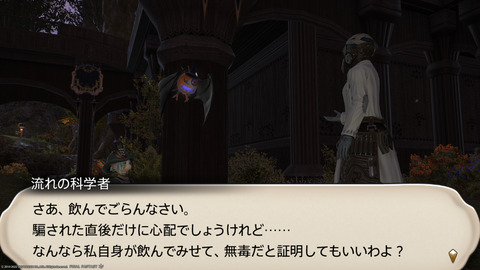 流れの科学者
さあ、飲んでごらんなさい。
騙された直後だけに心配でしょうけれど……
なんなら私自身が飲んでみせて、無毒だと証明してもいいわよ？